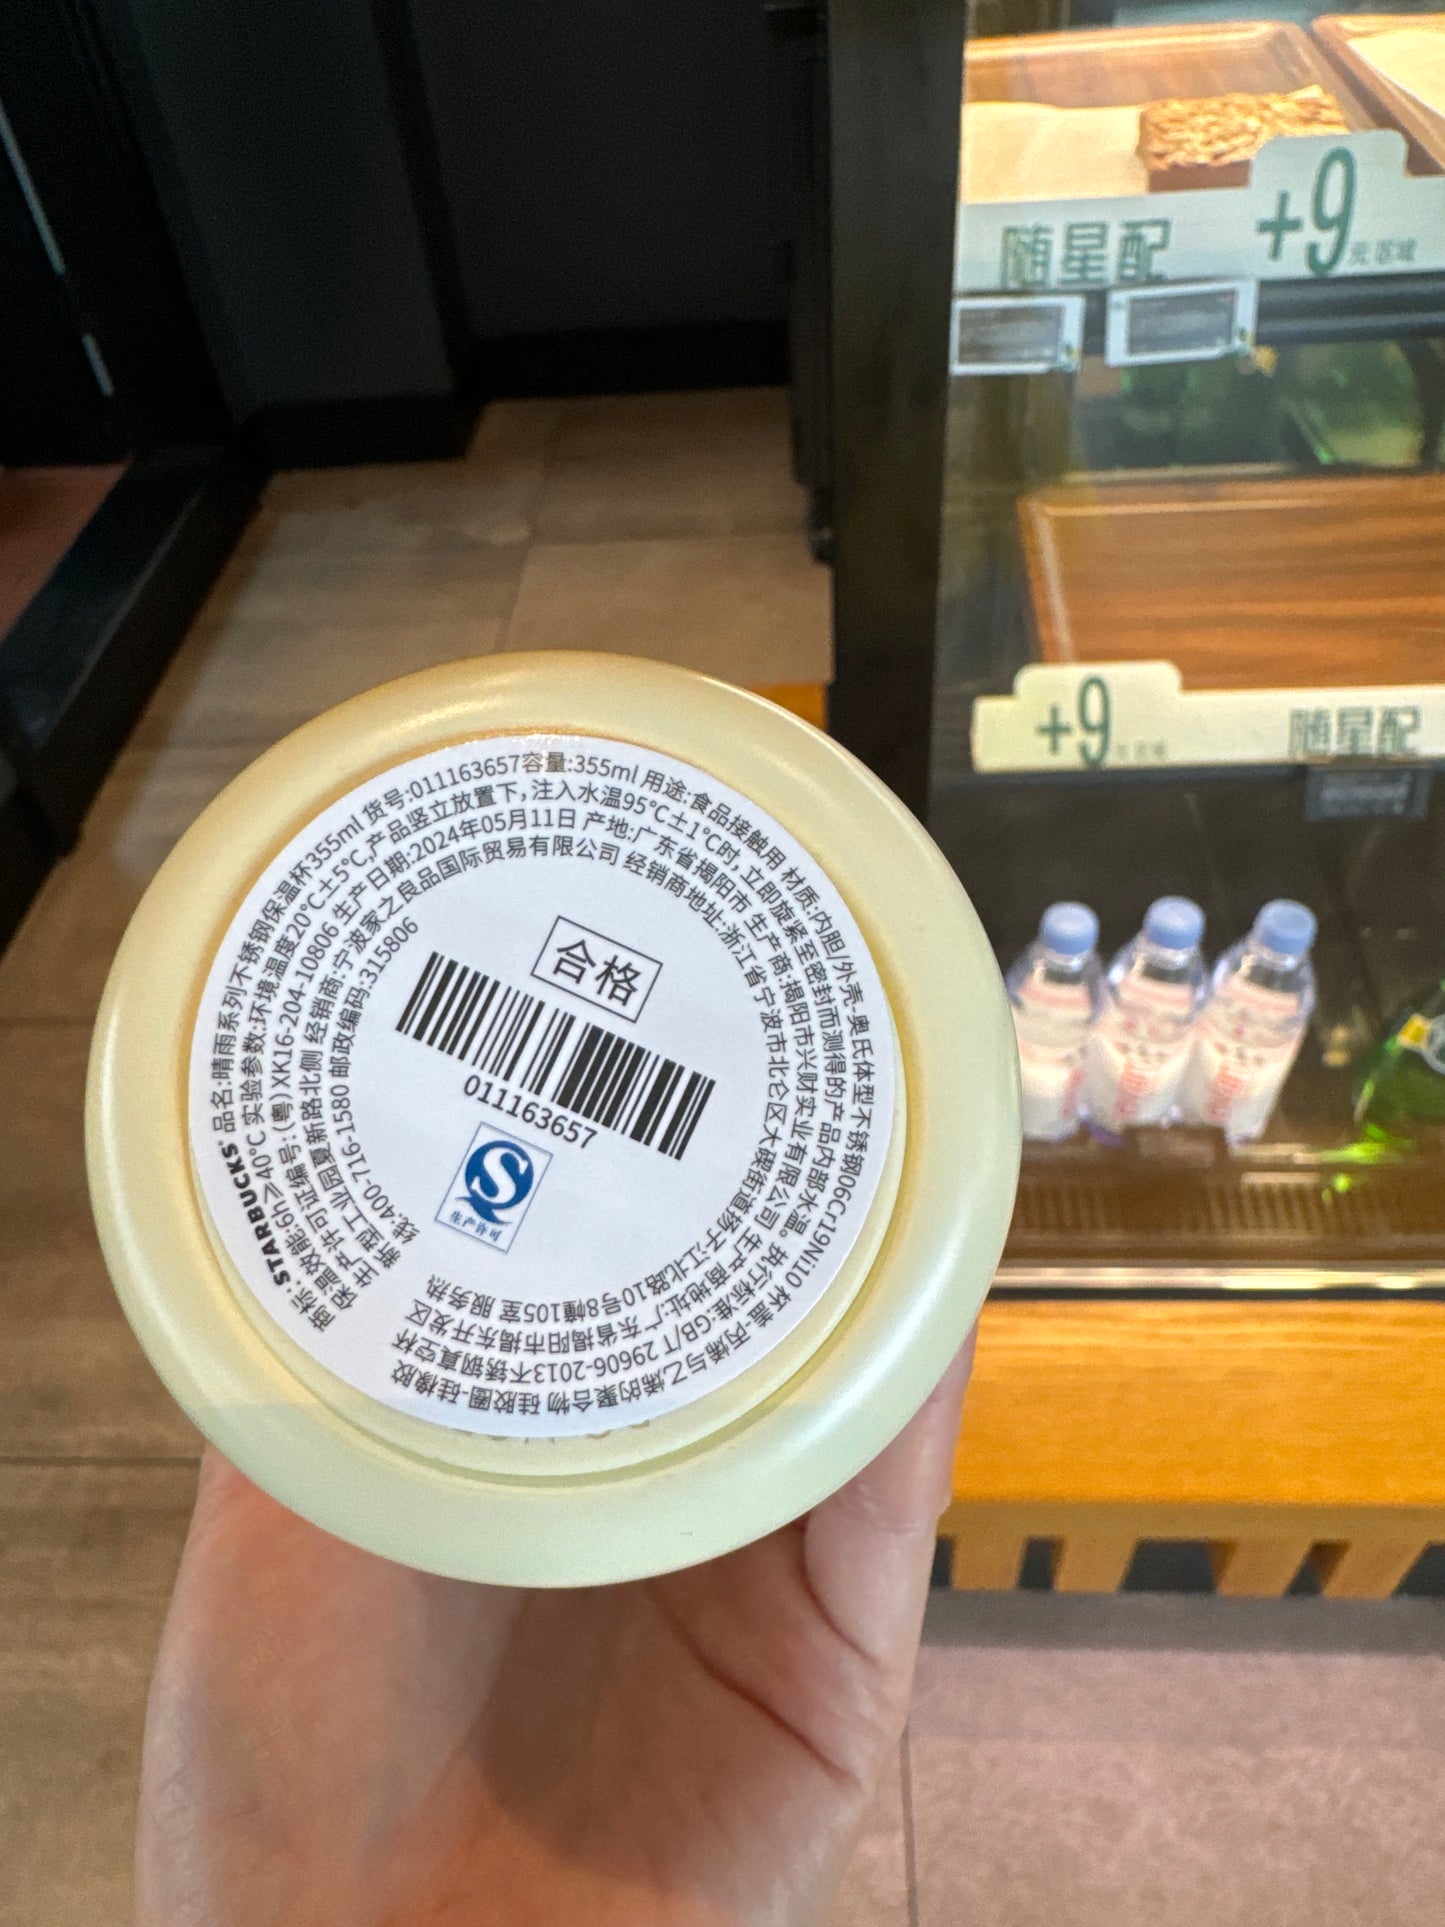 随星配 +9
+9 随星配
商标:STARBUCKS® 品名:晴雨系列不锈钢保温杯355ml 货号:011163657容量:355ml 用途:食品接触用 材质:内胆/外壳-奥氏体型不锈钢06Cr19Ni10 杯盖-丙烯与乙烯的聚合物 硅胶圈-硅橡胶
保温效能:6h≥40°C 实验参数:环境温度20°C±5°C,产品竖立放置下,注入水温95°C±1°C时,立即旋紧至密封而测得的产品内部水温。执行标准:GB/T 29606-2013不锈钢真空杯
生产许可证编号:(粤)XK16-204-10806 生产日期:2024年05月11日 产地:广东省揭阳市 生产商:揭阳市兴财实业有限公司 生产商地址:广东省揭阳市揭东开发区
新型工业园夏新路北侧 经销商:宁波家之良品国际贸易有限公司 经销商地址:浙江省宁波市北仑区大碶街道扬子江北路10号8幢105室 服务热
线:400-716-1580 邮政编码:315806
合格
011163657
生产许可